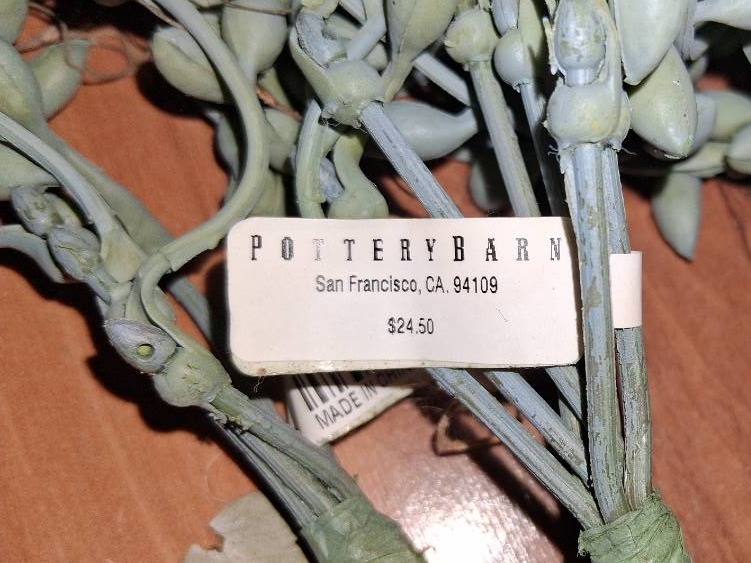 POTTERYBARN
San Francisco, CA. 94109
$24.50
MADE IN